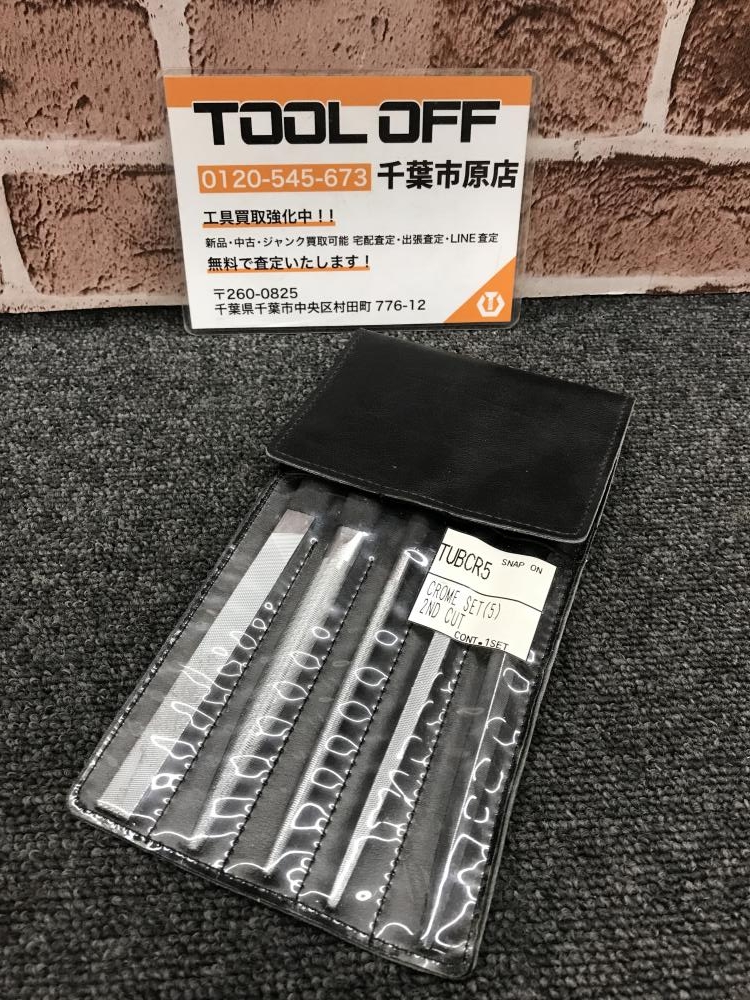 TOOL OFF
0120-545-673 千葉市原店
工具買取強化中！！
新品・中古・ジャンク買取可能 宅配査定・出張査定・LINE査定
無料で査定いたします！
〒260-0825
千葉県千葉市中央区村田町 776-12
TUBCR5 SNAP ON
CROME SET(5)
2ND CUT
CONT.1SET